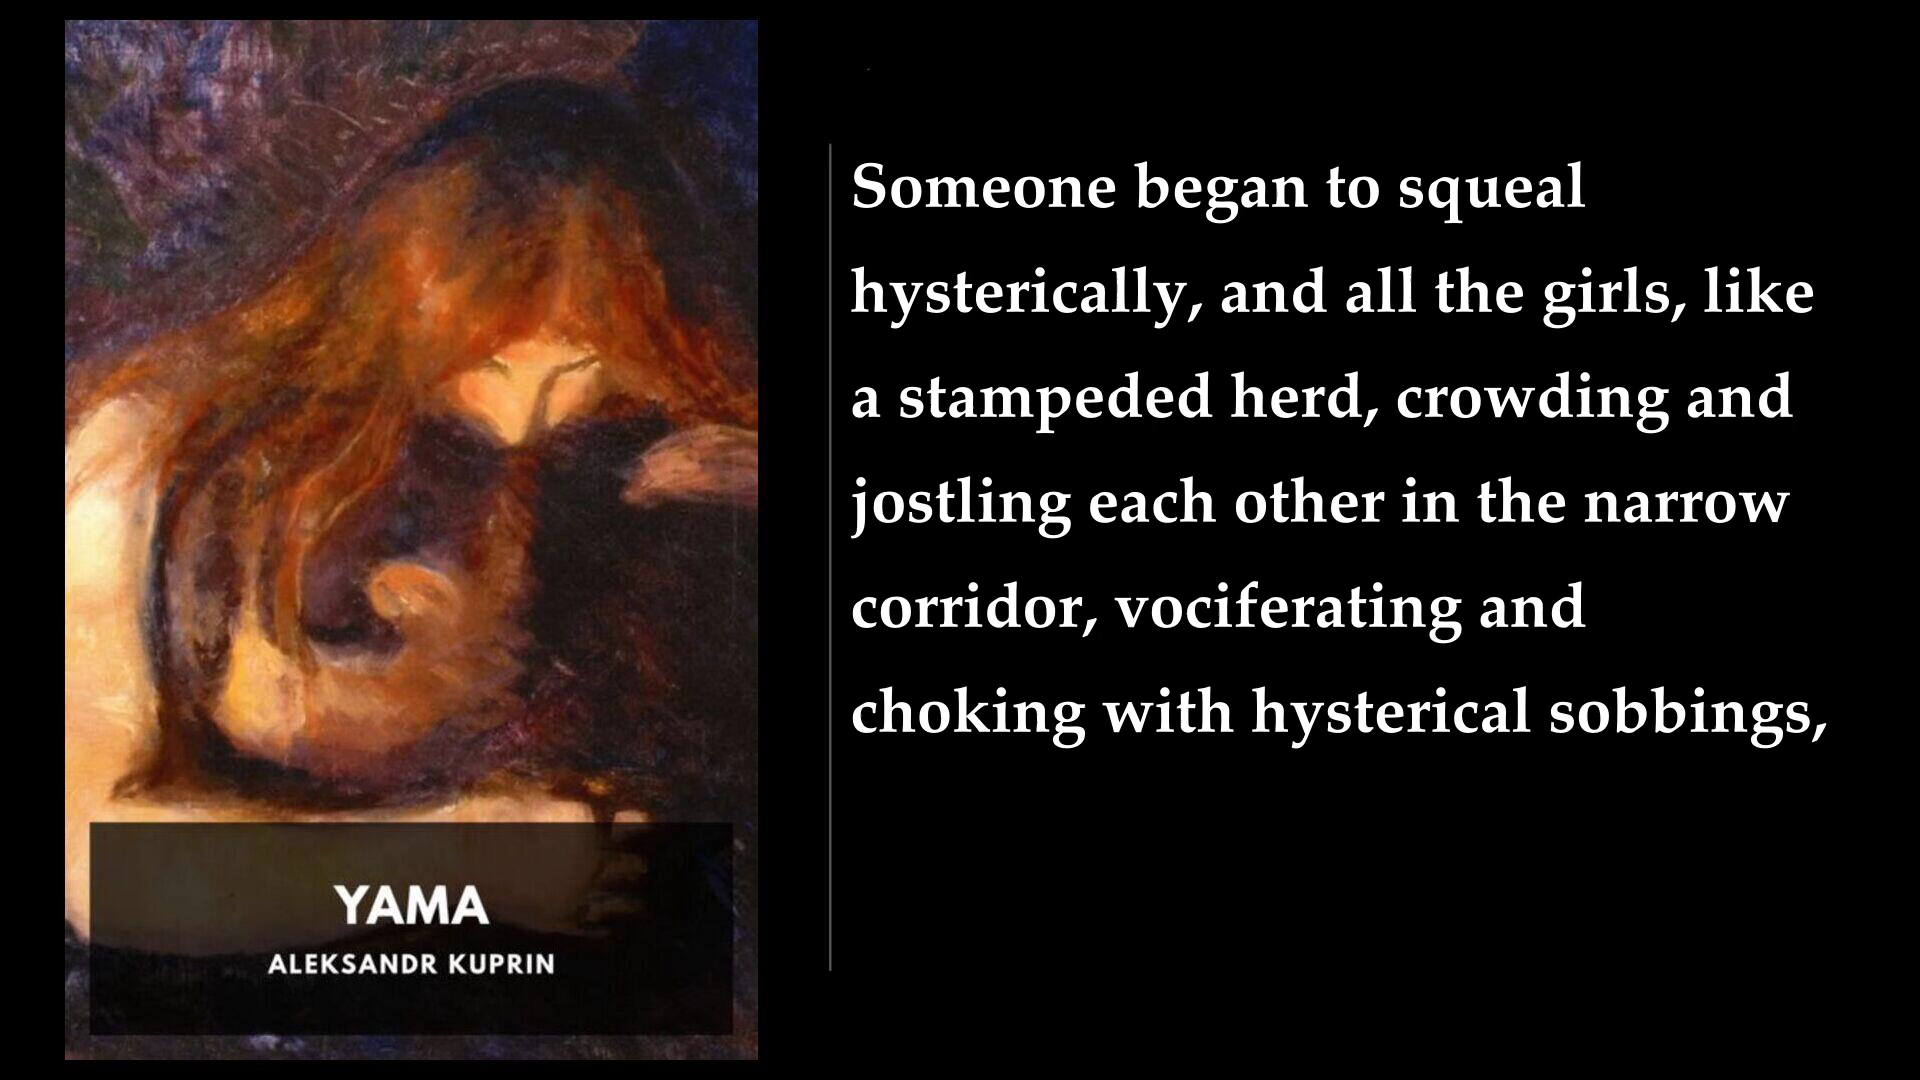 Someone began to squeal
hysterically, and all the girls, like
a stampeded herd, crowding and
jostling each other in the narrow
corridor, vociferating and
choking with hysterical sobbings,
YAMA
ALEKSANDR KUPRIN